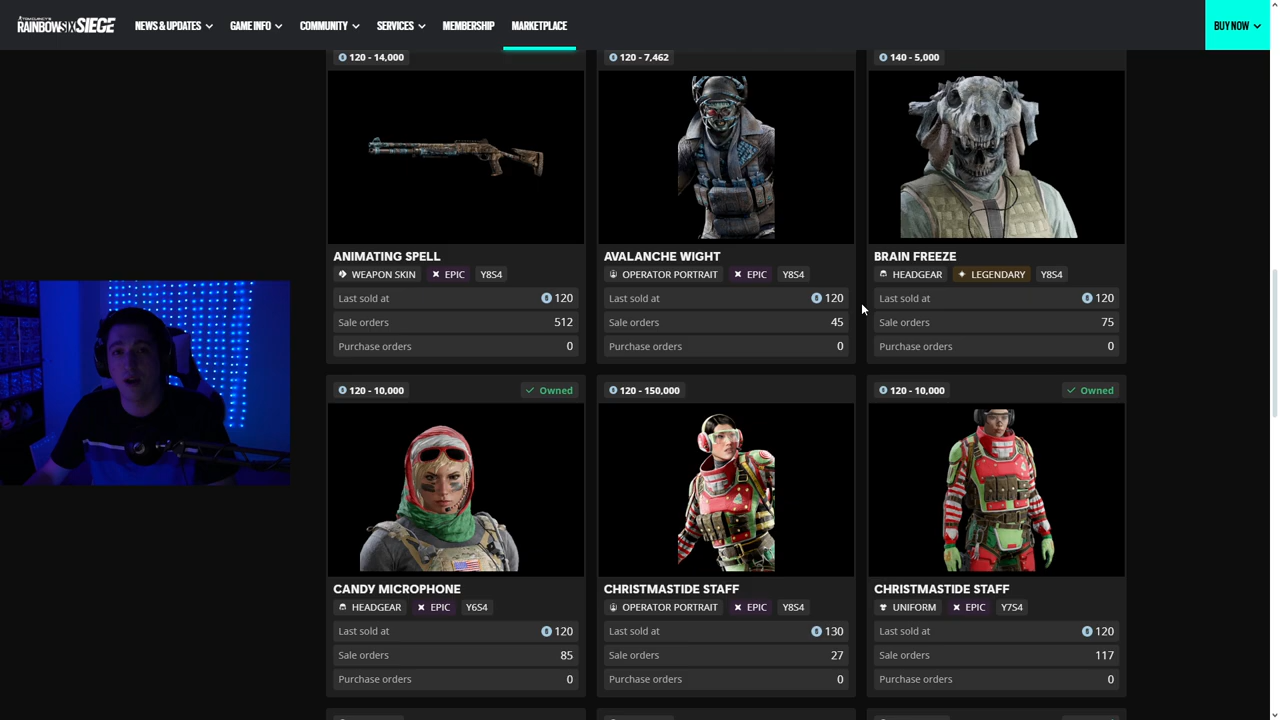 RAINBOWSIX SIEGE NEWS & UPDATES GAME INFO COMMUNITY SERVICES MEMBERSHIP MARKETPLACE BUY NOW
120 - 14,000
120 - 7,462
140 - 5,000
ANIMATING SPELL
WEAPON SKIN EPIC Y8S4
Last sold at 120
Sale orders 512
Purchase orders 0
AVALANCHE WIGHT
OPERATOR PORTRAIT EPIC Y8S4
Last sold at 120
Sale orders 45
Purchase orders 0
BRAIN FREEZE
HEADGEAR LEGENDARY Y8S4
Last sold at 120
Sale orders 75
Purchase orders 0
120 - 10,000 Owned
CANDY MICROPHONE
HEADGEAR EPIC Y6S4
Last sold at 120
Sale orders 85
Purchase orders 0
120 - 150,000
CHRISTMASTIDE STAFF
OPERATOR PORTRAIT EPIC Y8S4
Last sold at 130
Sale orders 27
Purchase orders 0
120 - 10,000 Owned
CHRISTMASTIDE STAFF
UNIFORM EPIC Y7S4
Last sold at 120
Sale orders 117
Purchase orders 0